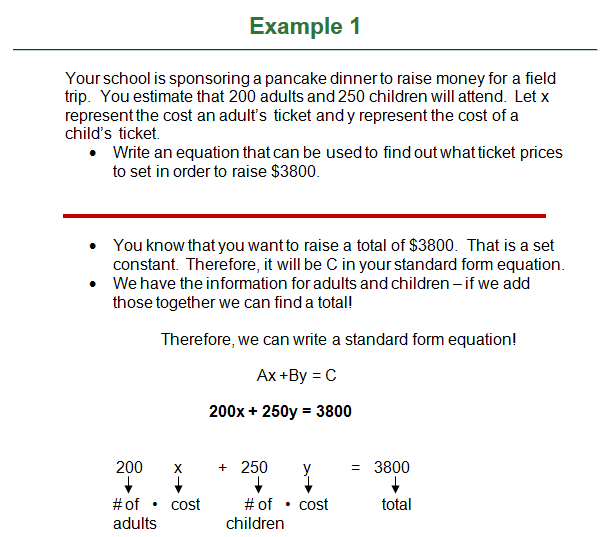 Example 1
Your school is sponsoring a pancake dinner to raise money for a field
trip. You estimate that 200 adults and 250 children will attend. Let x
represent the cost an adult's ticket and y represent the cost of a
child's ticket.
• Write an equation that can be used to find out what ticket prices
to set in order to raise $3800.
• You know that you want to raise a total of $3800. That is a set
constant. Therefore, it will be C in your standard form equation.
• We have the information for adults and children – if we add
those together we can find a total!
Therefore, we can write a standard form equation!
Ax +By = C
200x + 250y = 3800
200 x + 250 y = 3800
# of • cost # of • cost total
adults children